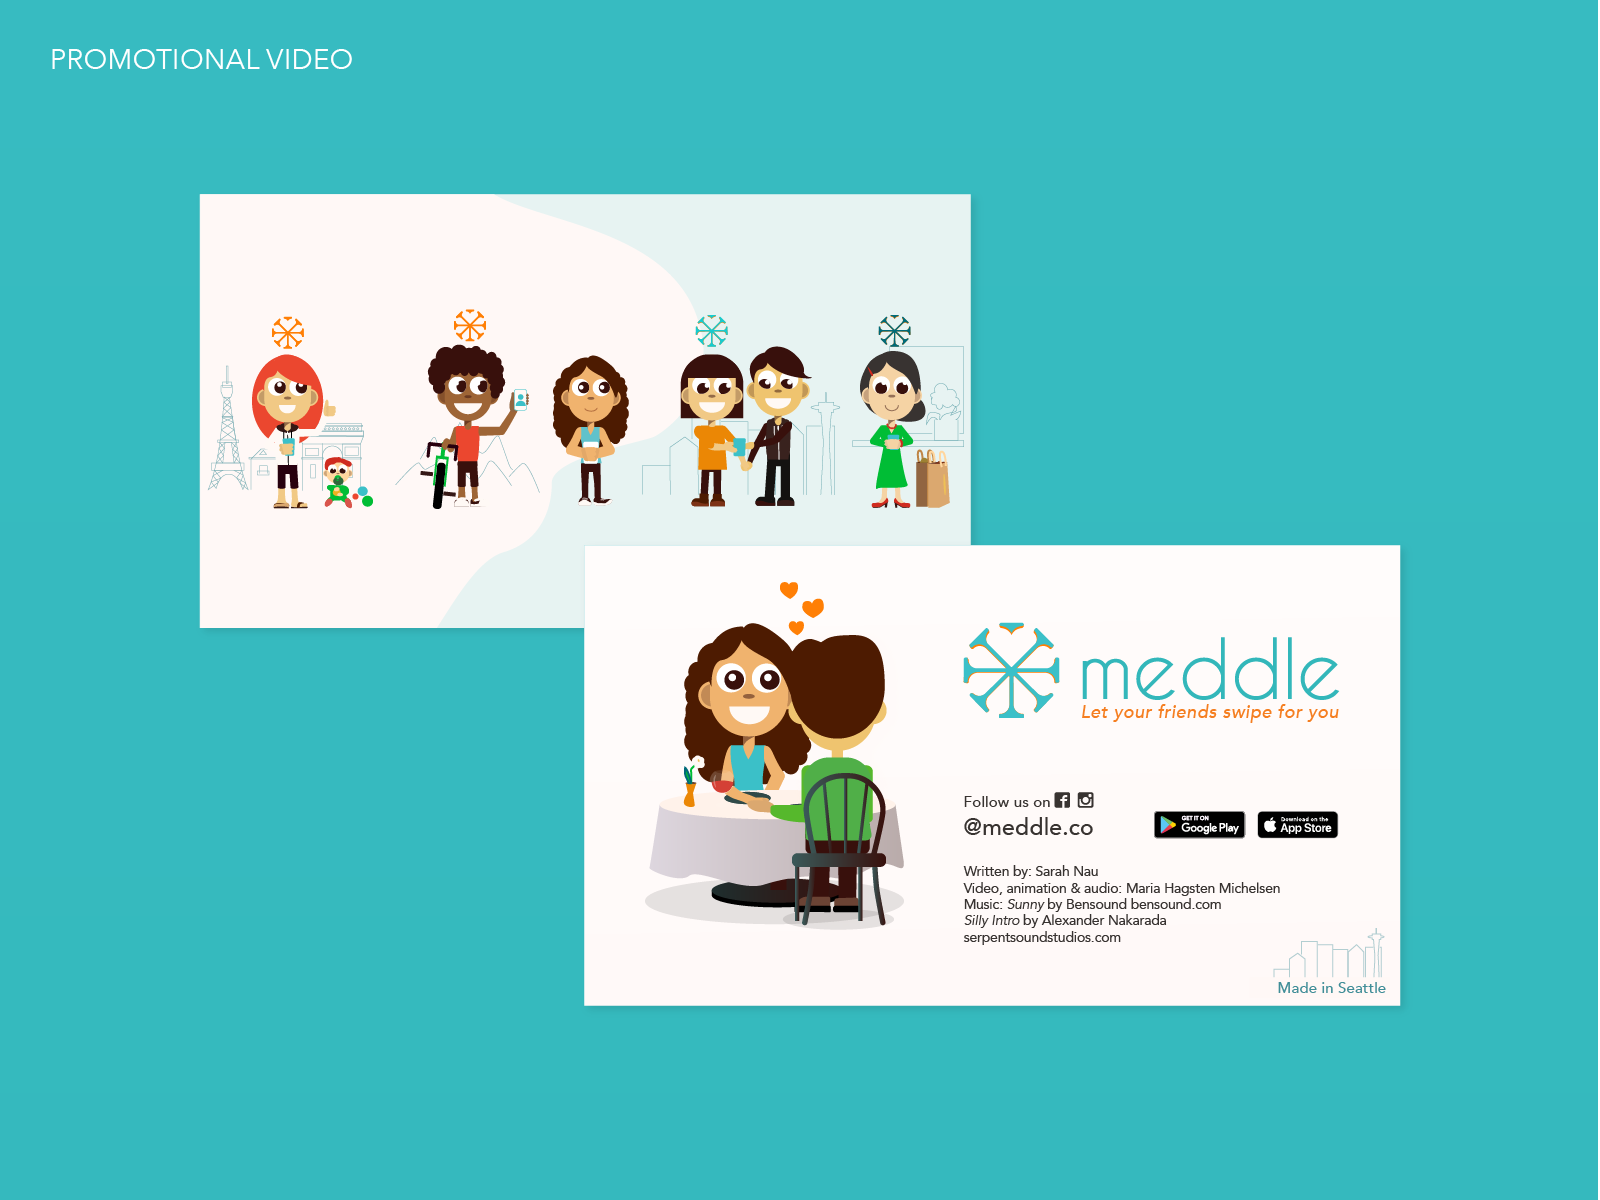 PROMOTIONAL VIDEO
meddle
Let your friends swipe for you
Follow us on
@meddle.co
GET IT ON
Google Play
Download on the
App Store
Written by: Sarah Nau
Video, animation & audio: Maria Hagsten Michelsen
Music: Sunny by Bensound bensound.com
Silly Intro by Alexander Nakarada
serpentsoundstudios.com
Made in Seattle